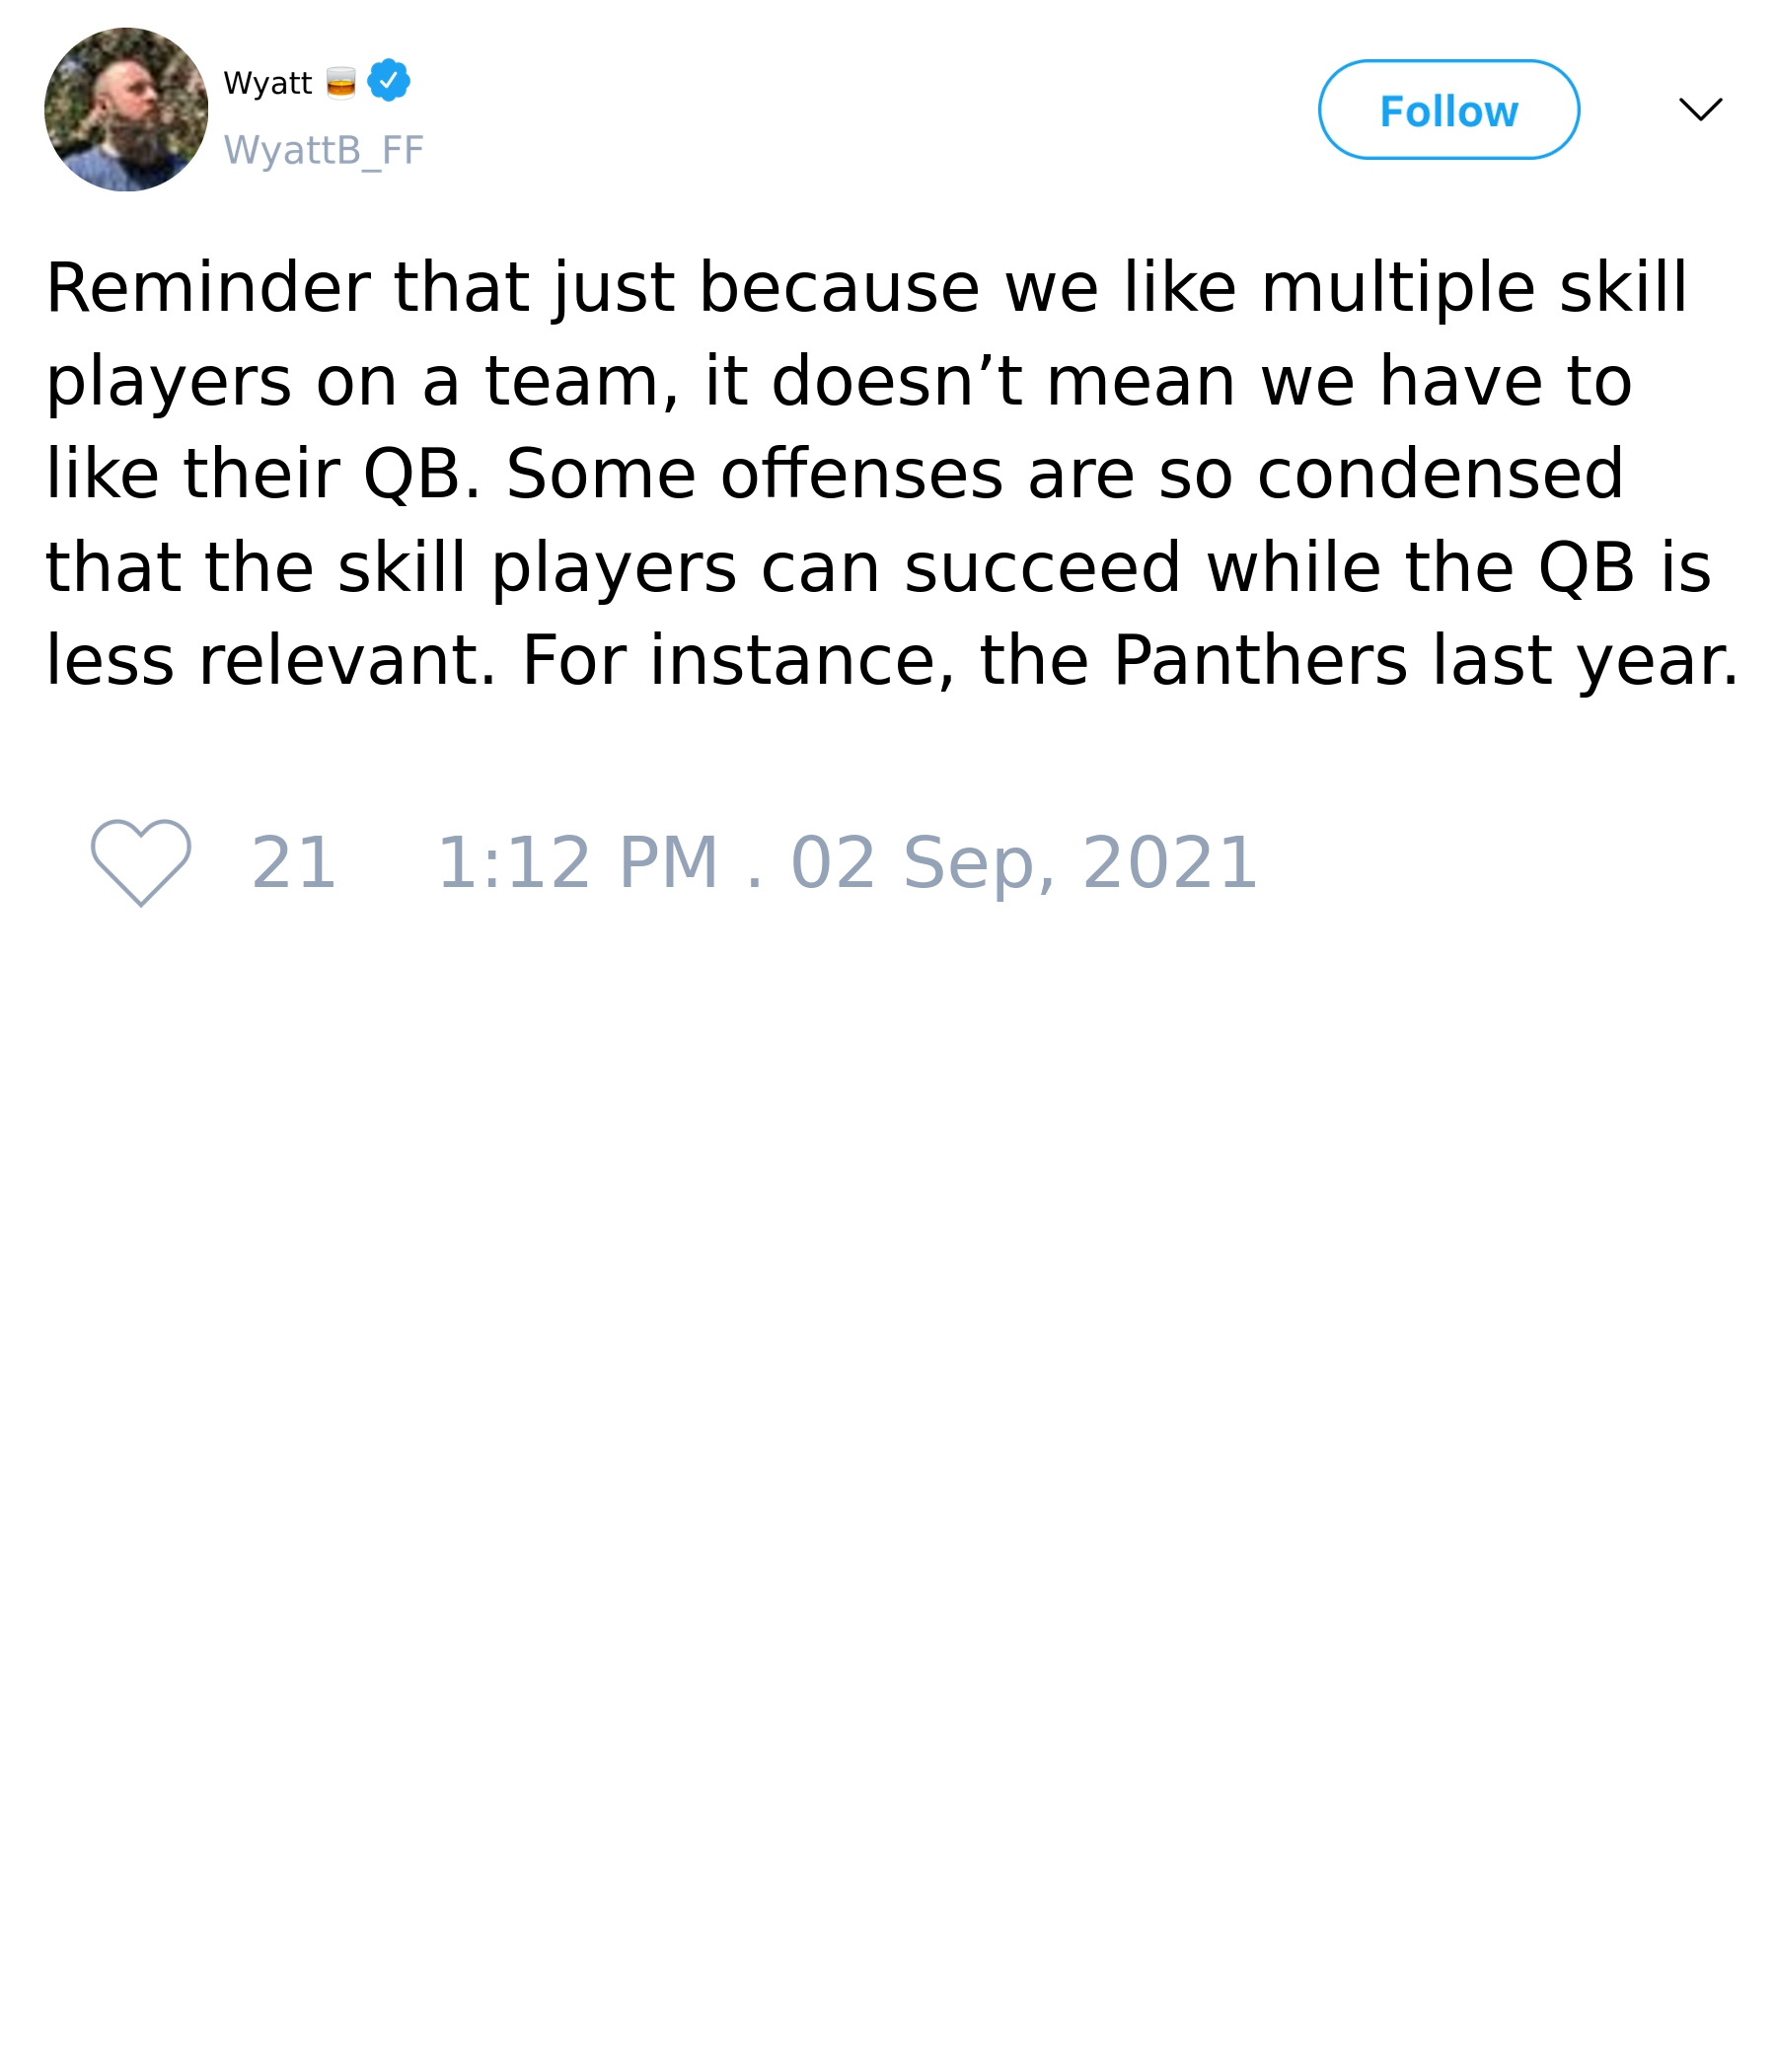 Wyatt 🥃
WyattB_FF
Follow
Reminder that just because we like multiple skill
players on a team, it doesn’t mean we have to
like their QB. Some offenses are so condensed
that the skill players can succeed while the QB is
less relevant. For instance, the Panthers last year.
21 1:12 PM . 02 Sep, 2021